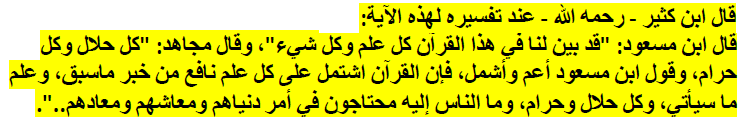 قال ابن كثير - رحمه الله - عند تفسيره لهذه الآية:
قال ابن مسعود: "قد بين لنا في هذا القرآن كل علم وكل شيء"، وقال مجاهد: "كل حلال وكل
حرام، وقول ابن مسعود أعم وأشمل، فإن القرآن اشتمل على كل علم نافع من خبر ماسبق، وعلم
ما سيأتي، وكل حلال وحرام، وما الناس إليه محتاجون في أمر دنياهم ومعاشهم ومعادهم..".